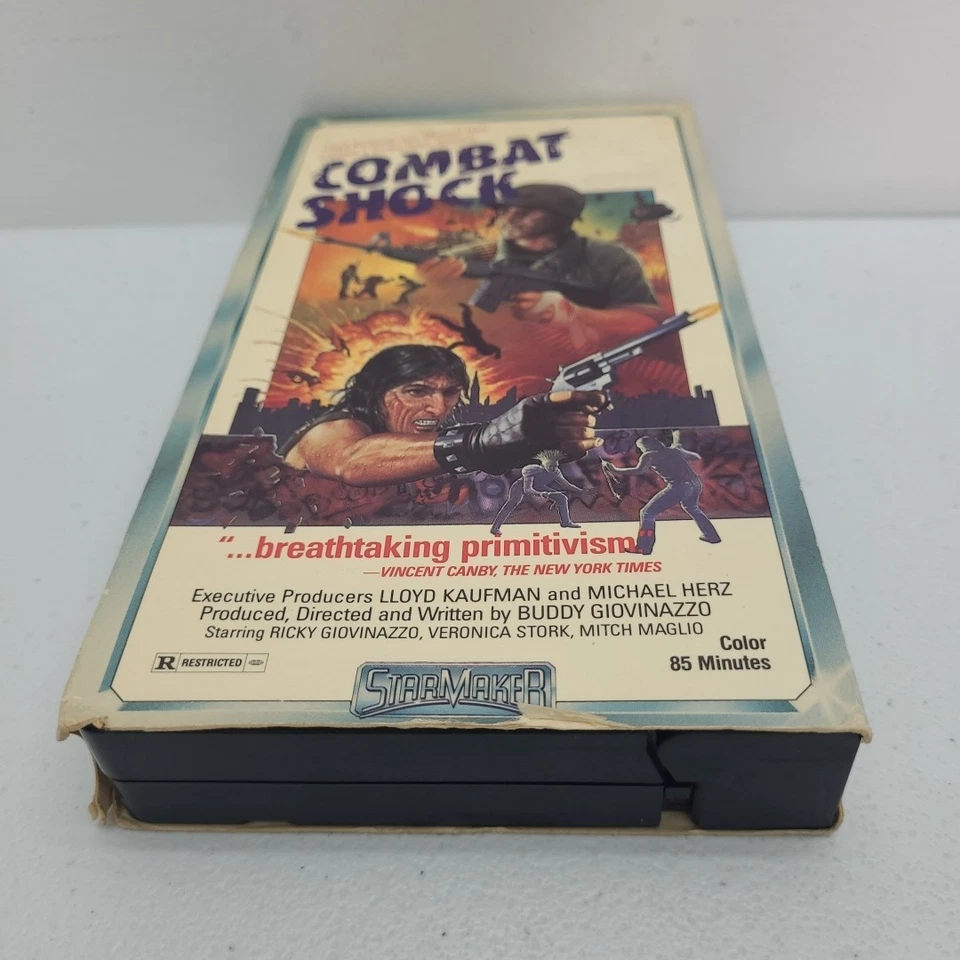 COMBAT
SHOCK
"...breathtaking primitivism"
—VINCENT CANBY, THE NEW YORK TIMES
Executive Producers LLOYD KAUFMAN and MICHAEL HERZ
Produced, Directed and Written by BUDDY GIOVINAZZO
Starring RICKY GIOVINAZZO, VERONICA STORK, MITCH MAGLIO
Color
85 Minutes
R RESTRICTED
STARMAKER